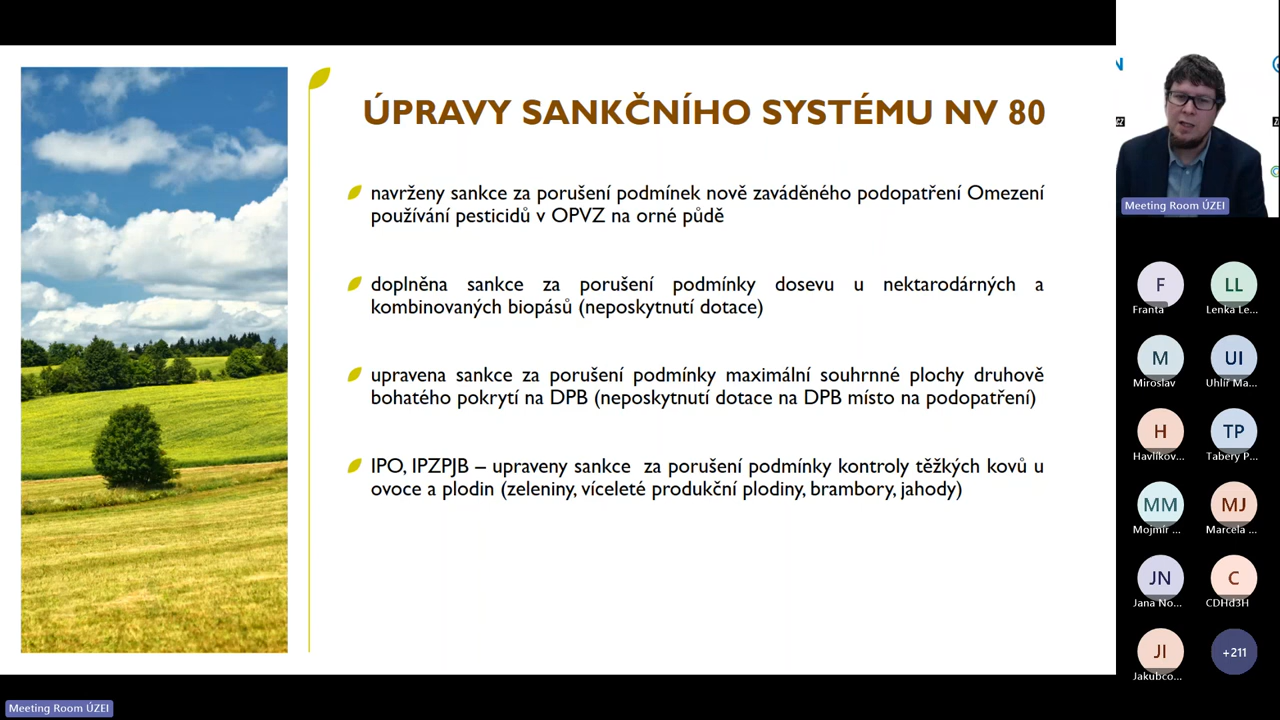 ÚPRAVY SANKČNÍHO SYSTÉMU NV 80
navrženy sankce za porušení podmínek nově zaváděného podopatření Omezení
používání pesticidů v OPVZ na orné půdě
doplněna sankce za porušení podmínky dosevu u nektarodárných a
kombinovaných biopásů (neposkytnutí dotace)
upravena sankce za porušení podmínky maximální souhrnné plochy druhově
bohatého pokrytí na DPB (neposkytnutí dotace na DPB místo na podopatření)
IPO, IPZPJB – upraveny sankce za porušení podmínky kontroly těžkých kovů u
ovoce a plodin (zeleniny, víceleté produkční plodiny, brambory, jahody)
Meeting Room ÚZEI
F
Franta
LL
Lenka Le...
M
Miroslav
UI
Uhlíř Ma...
H
Havlíkov...
TP
Tabery P...
MM
Mojmír ...
MJ
Marcela ...
JN
Jana No...
C
CDHd3H
JI
Jakubco...
+211
Meeting Room ÚZEI